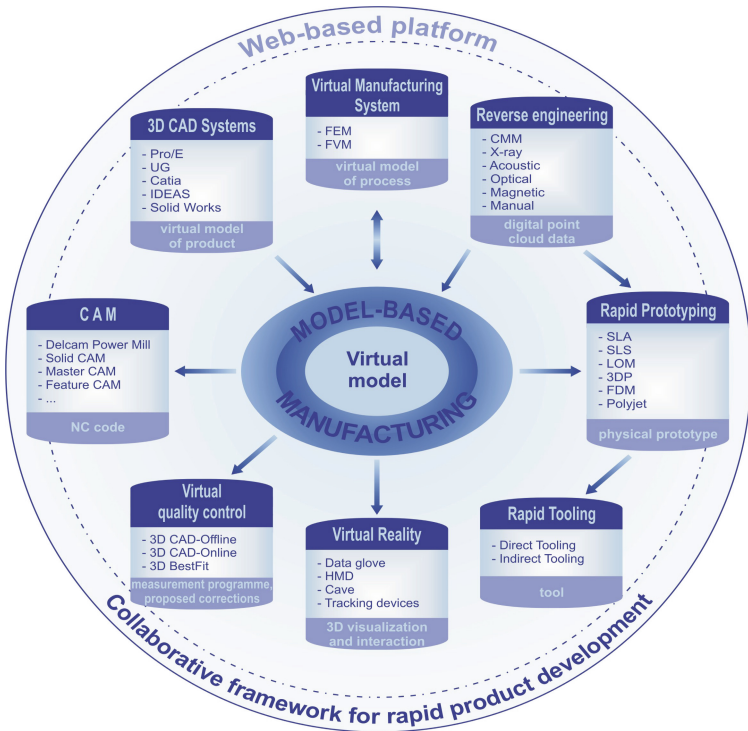 Web-based platform
Virtual Manufacturing
System
- FEM
- FVM
virtual model
of process
3D CAD Systems
- Pro/E
- UG
- Catia
- IDEAS
- Solid Works
virtual model
of product
Reverse engineering
- CMM
- X-ray
- Acoustic
- Optical
- Magnetic
- Manual
digital point
cloud data
C A M
- Delcam Power Mill
- Solid CAM
- Master CAM
- Feature CAM
- ...
NC code
MODEL-BASED
Virtual
model
MANUFACTURING
Rapid Prototyping
- SLA
- SLS
- LOM
- 3DP
- FDM
- Polyjet
physical prototype
Virtual
quality control
- 3D CAD-Offline
- 3D CAD-Online
- 3D BestFit
measurement programme,
proposed corrections
Virtual Reality
- Data glove
- HMD
- Cave
- Tracking devices
3D visualization
and interaction
Rapid Tooling
- Direct Tooling
- Indirect Tooling
tool
Collaborative framework for rapid product development